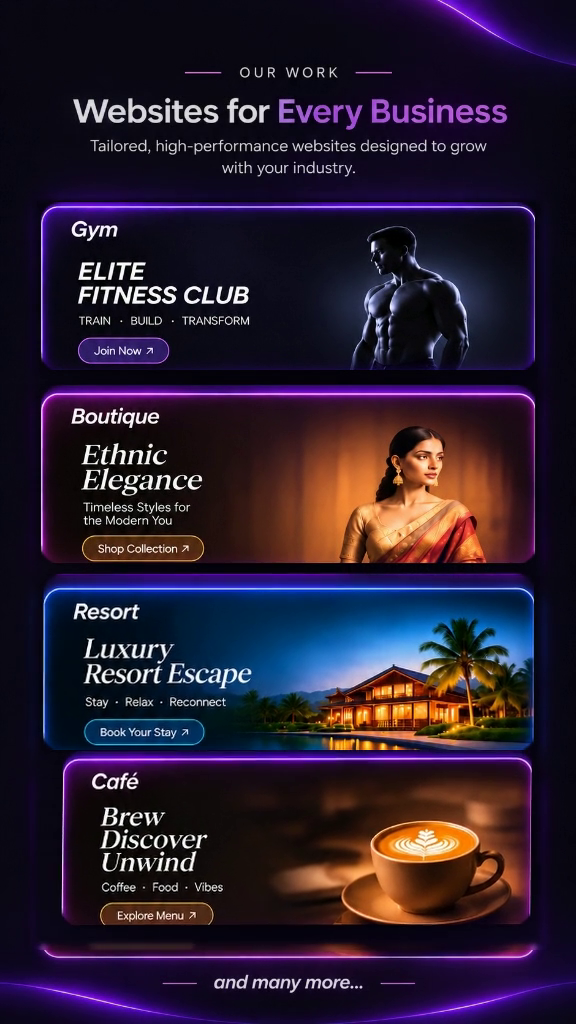 OUR WORK
Websites for Every Business
Tailored, high-performance websites designed to grow
with your industry.
Gym
ELITE
FITNESS CLUB
TRAIN · BUILD · TRANSFORM
Join Now ↗
Boutique
Ethnic
Elegance
Timeless Styles for
the Modern You
Shop Collection ↗
Resort
Luxury
Resort Escape
Stay · Relax · Reconnect
Book Your Stay ↗
Café
Brew
Discover
Unwind
Coffee · Food · Vibes
Explore Menu ↗
and many more...